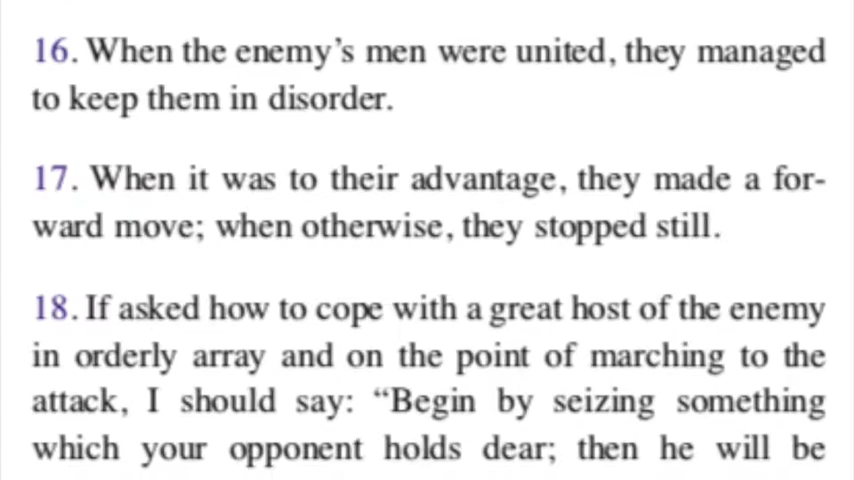 16. When the enemy’s men were united, they managed
to keep them in disorder.
17. When it was to their advantage, they made a for-
ward move; when otherwise, they stopped still.
18. If asked how to cope with a great host of the enemy
in orderly array and on the point of marching to the
attack, I should say: “Begin by seizing something
which your opponent holds dear; then he will be